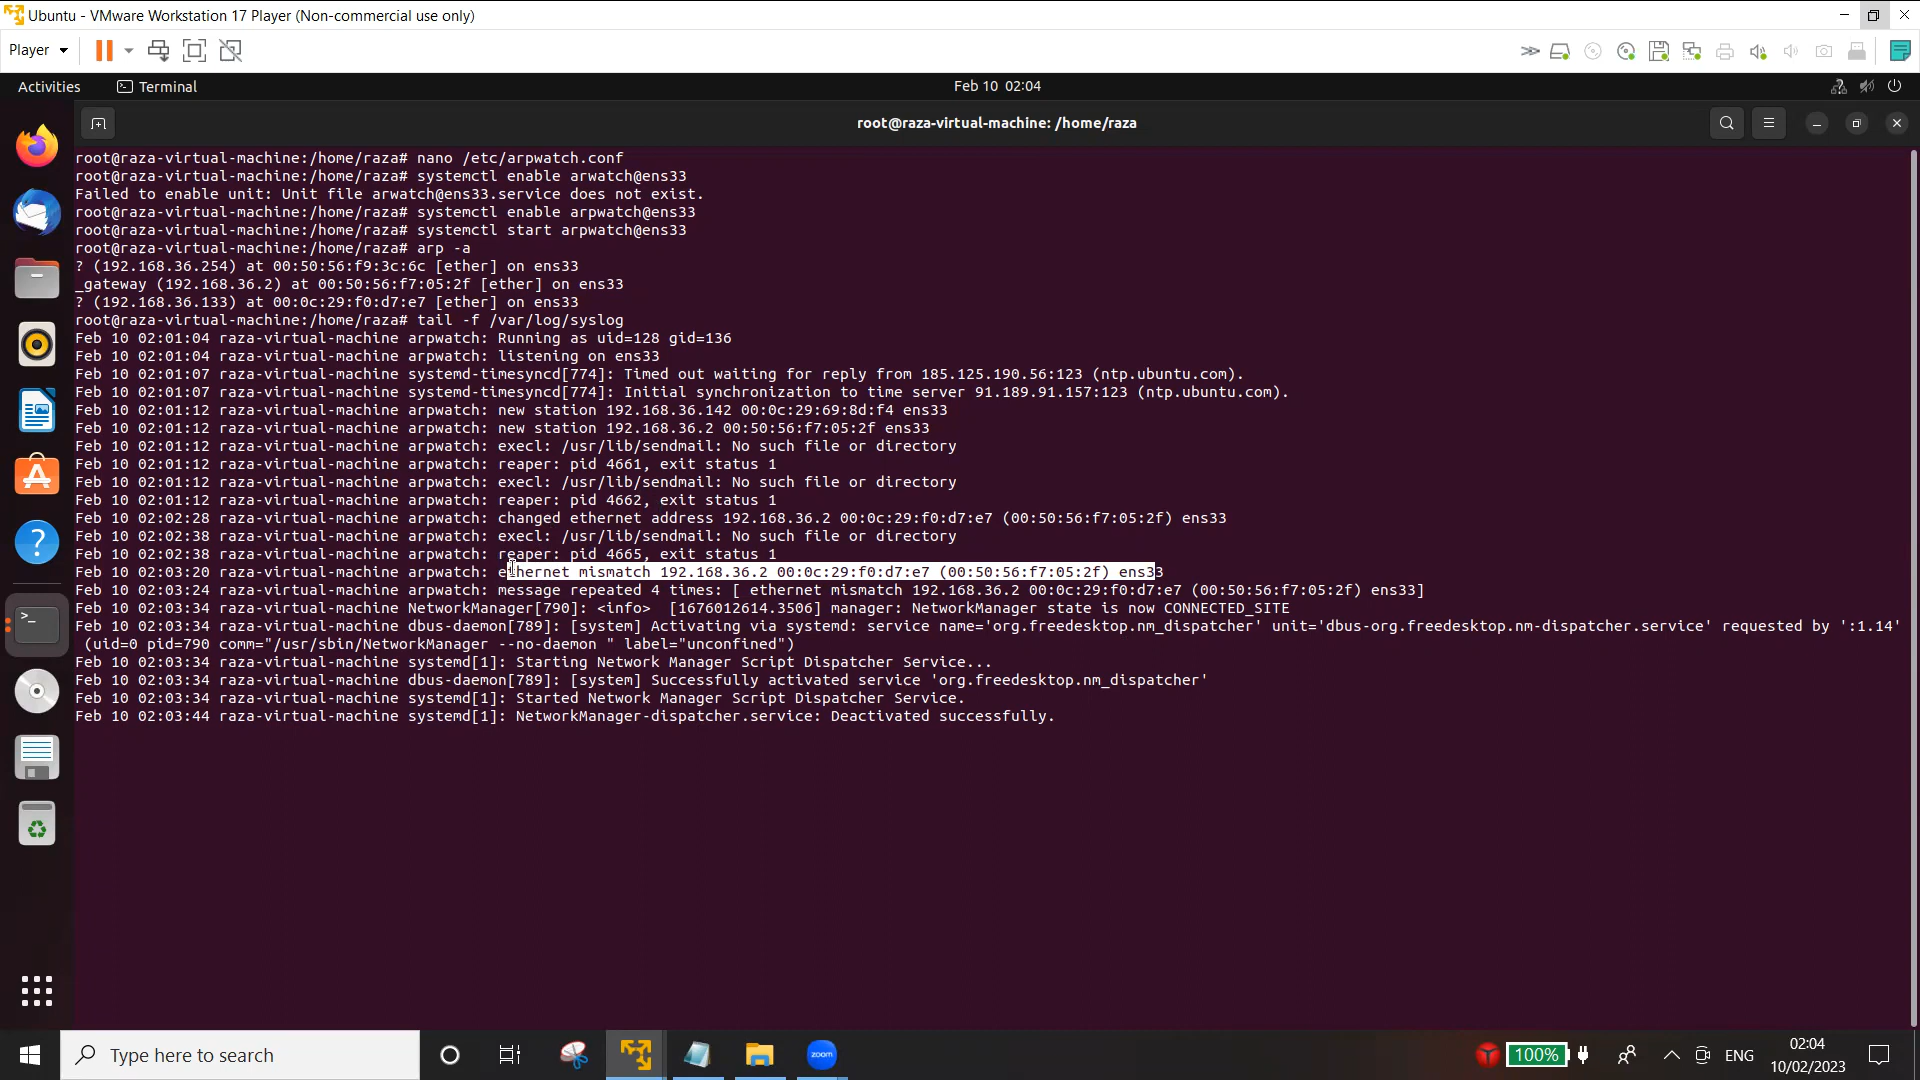 Ubuntu - VMware Workstation 17 Player (Non-commercial use only)
Player
Activities
Terminal
Feb 10 02:04
root@raza-virtual-machine: /home/raza
root@raza-virtual-machine:/home/raza# nano /etc/arpwatch.conf
root@raza-virtual-machine:/home/raza# systemctl enable arwatch@ens33
Failed to enable unit: Unit file arwatch@ens33.service does not exist.
root@raza-virtual-machine:/home/raza# systemctl enable arpwatch@ens33
root@raza-virtual-machine:/home/raza# systemctl start arpwatch@ens33
root@raza-virtual-machine:/home/raza# arp -a
? (192.168.36.254) at 00:50:56:f9:3c:6c [ether] on ens33
_gateway (192.168.36.2) at 00:50:56:f7:05:2f [ether] on ens33
? (192.168.36.133) at 00:0c:29:f0:d7:e7 [ether] on ens33
root@raza-virtual-machine:/home/raza# tail -f /var/log/syslog
Feb 10 02:01:04 raza-virtual-machine arpwatch: Running as uid=128 gid=136
Feb 10 02:01:04 raza-virtual-machine arpwatch: listening on ens33
Feb 10 02:01:07 raza-virtual-machine systemd-timesyncd[774]: Timed out waiting for reply from 185.125.190.56:123 (ntp.ubuntu.com).
Feb 10 02:01:07 raza-virtual-machine systemd-timesyncd[774]: Initial synchronization to time server 91.189.91.157:123 (ntp.ubuntu.com).
Feb 10 02:01:12 raza-virtual-machine arpwatch: new station 192.168.36.142 00:0c:29:69:8d:f4 ens33
Feb 10 02:01:12 raza-virtual-machine arpwatch: new station 192.168.36.2 00:50:56:f7:05:2f ens33
Feb 10 02:01:12 raza-virtual-machine arpwatch: execl: /usr/lib/sendmail: No such file or directory
Feb 10 02:01:12 raza-virtual-machine arpwatch: reaper: pid 4661, exit status 1
Feb 10 02:01:12 raza-virtual-machine arpwatch: execl: /usr/lib/sendmail: No such file or directory
Feb 10 02:01:12 raza-virtual-machine arpwatch: reaper: pid 4662, exit status 1
Feb 10 02:02:28 raza-virtual-machine arpwatch: changed ethernet address 192.168.36.2 00:0c:29:f0:d7:e7 (00:50:56:f7:05:2f) ens33
Feb 10 02:02:38 raza-virtual-machine arpwatch: execl: /usr/lib/sendmail: No such file or directory
Feb 10 02:02:38 raza-virtual-machine arpwatch: reaper: pid 4665, exit status 1
Feb 10 02:03:20 raza-virtual-machine arpwatch: ethernet mismatch 192.168.36.2 00:0c:29:f0:d7:e7 (00:50:56:f7:05:2f) ens33
Feb 10 02:03:24 raza-virtual-machine arpwatch: message repeated 4 times: [ ethernet mismatch 192.168.36.2 00:0c:29:f0:d7:e7 (00:50:56:f7:05:2f) ens33]
Feb 10 02:03:34 raza-virtual-machine NetworkManager[790]: <info>  [1676012614.3506] manager: NetworkManager state is now CONNECTED_SITE
Feb 10 02:03:34 raza-virtual-machine dbus-daemon[789]: [system] Activating via systemd: service name='org.freedesktop.nm_dispatcher' unit='dbus-org.freedesktop.nm-dispatcher.service' requested by ':1.14'
(uid=0 pid=790 comm="/usr/sbin/NetworkManager --no-daemon " label="unconfined")
Feb 10 02:03:34 raza-virtual-machine systemd[1]: Starting Network Manager Script Dispatcher Service...
Feb 10 02:03:34 raza-virtual-machine dbus-daemon[789]: [system] Successfully activated service 'org.freedesktop.nm_dispatcher'
Feb 10 02:03:34 raza-virtual-machine systemd[1]: Started Network Manager Script Dispatcher Service.
Feb 10 02:03:44 raza-virtual-machine systemd[1]: NetworkManager-dispatcher.service: Deactivated successfully.
Type here to search
zoom
100%
ENG
02:04
10/02/2023